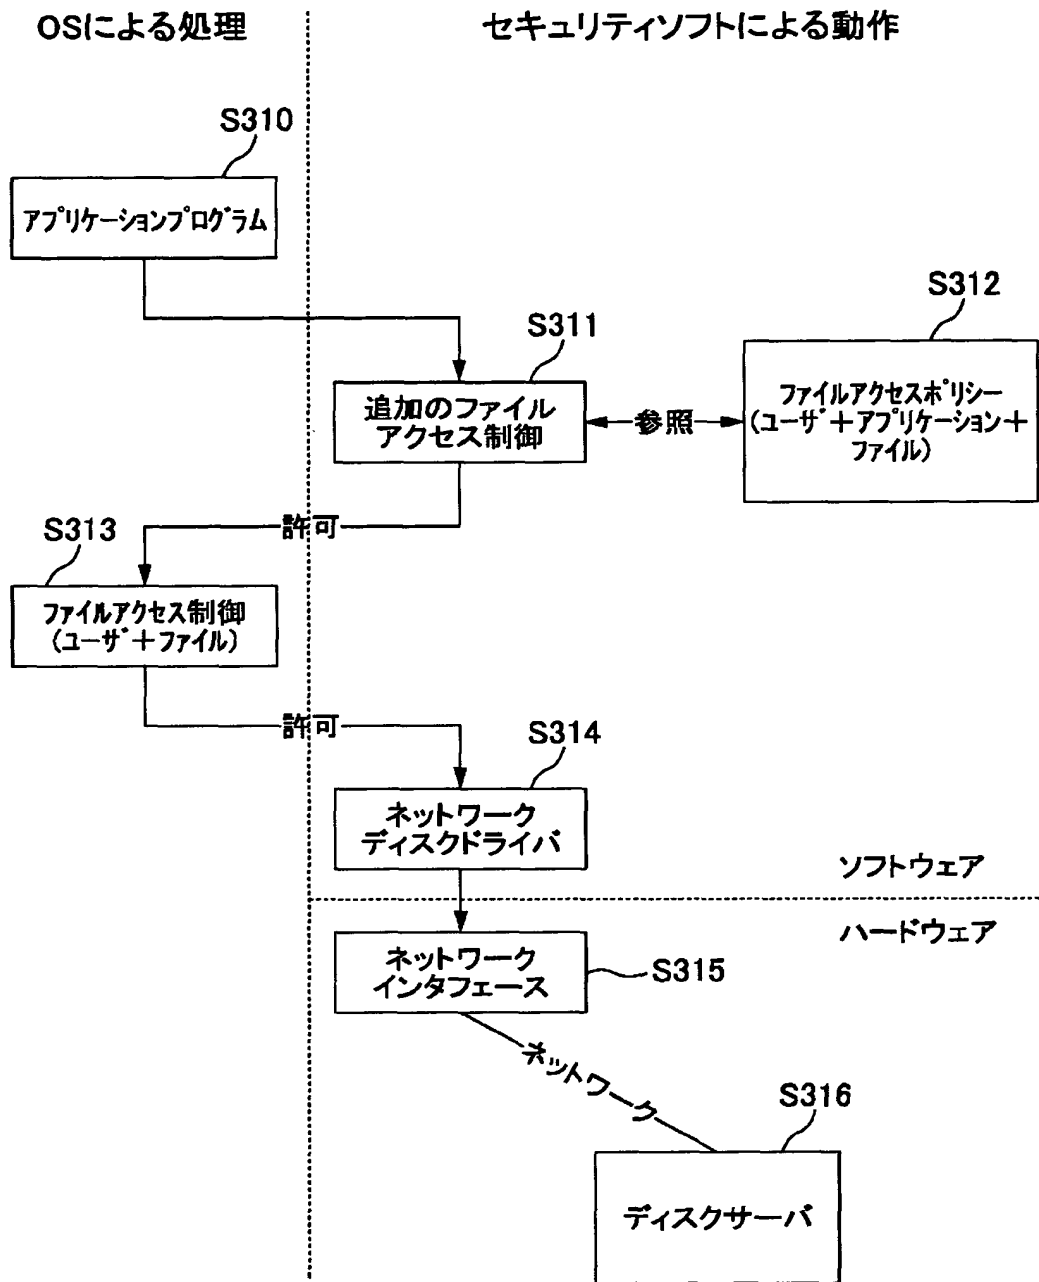 OSによる処理
セキュリティソフトによる動作
S310
アプリケーションプログラム
S312
S311
追加のファイル
アクセス制御
参照
ファイルアクセスポリシー
(ユーザ+アプリケーション+
ファイル)
許可
S313
ファイルアクセス制御
(ユーザ+ファイル)
許可
S314
ネットワーク
ディスクドライバ
ソフトウェア
ハードウェア
ネットワーク
インタフェース
S315
ネットワーク
S316
ディスクサーバ